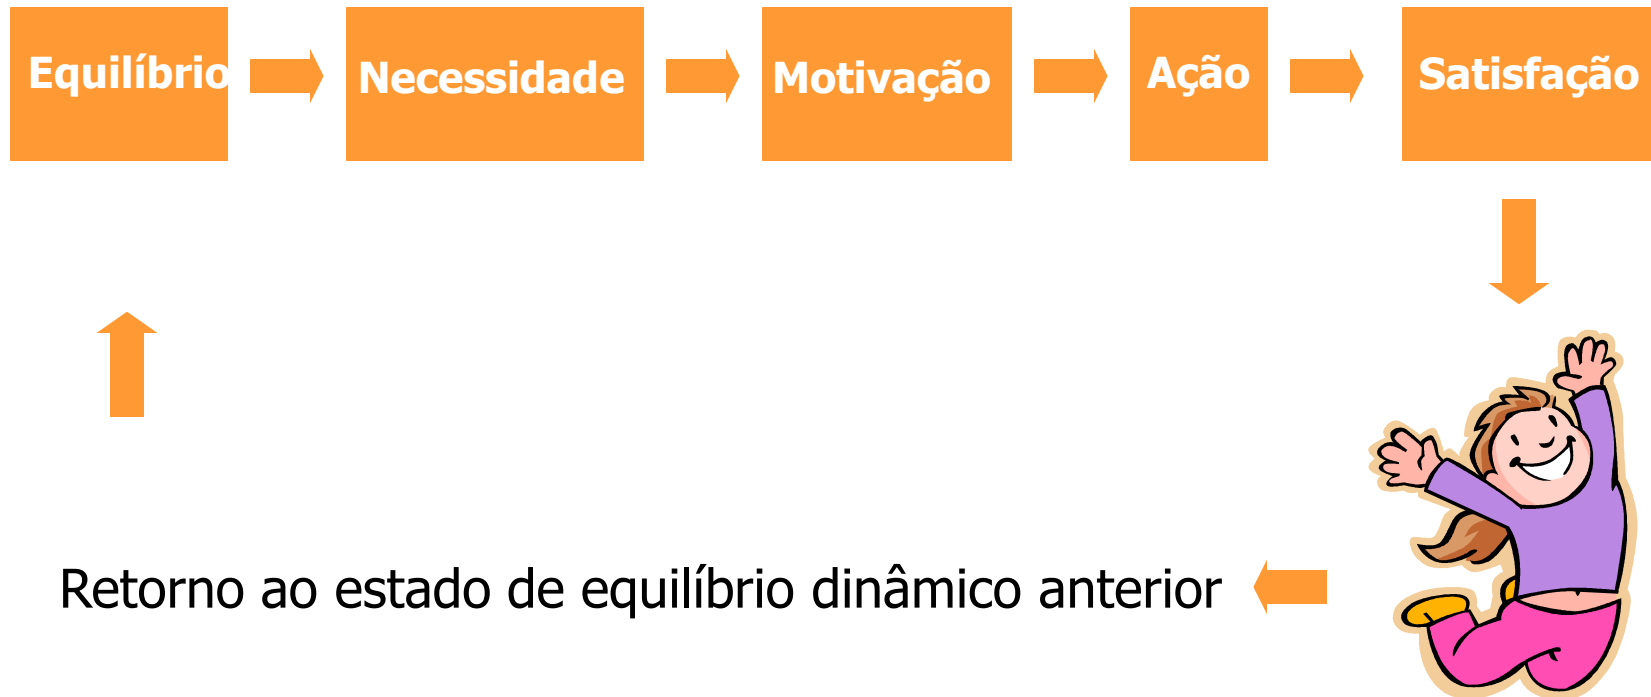 Equilíbrio
Necessidade
Motivação
Ação
Satisfação
Retorno ao estado de equilíbrio dinâmico anterior